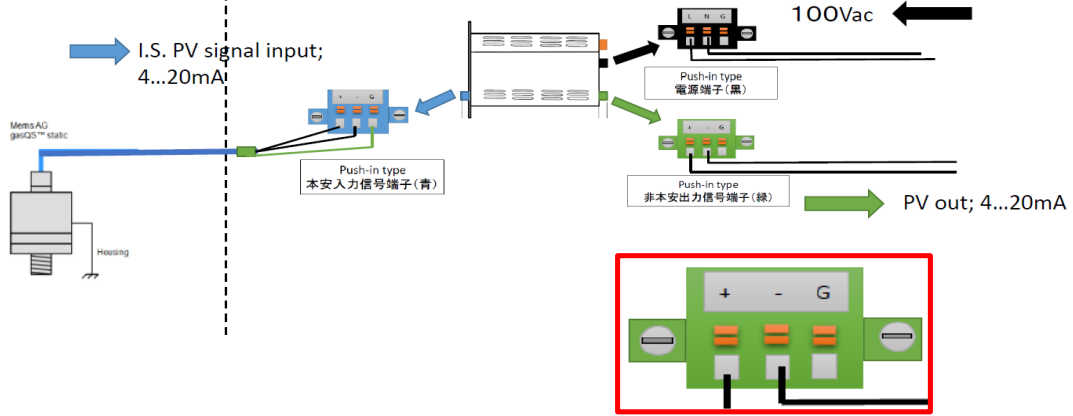 I.S. PV signal input;
4...20mA
Mems AG
gasQS™ static
Housing
+ - G
Push-in type
本安入力信号端子(青)
L N G
100Vac
Push-in type
電源端子(黒)
+ - G
Push-in type
非本安出力信号端子(緑)
PV out; 4...20mA
+ - G